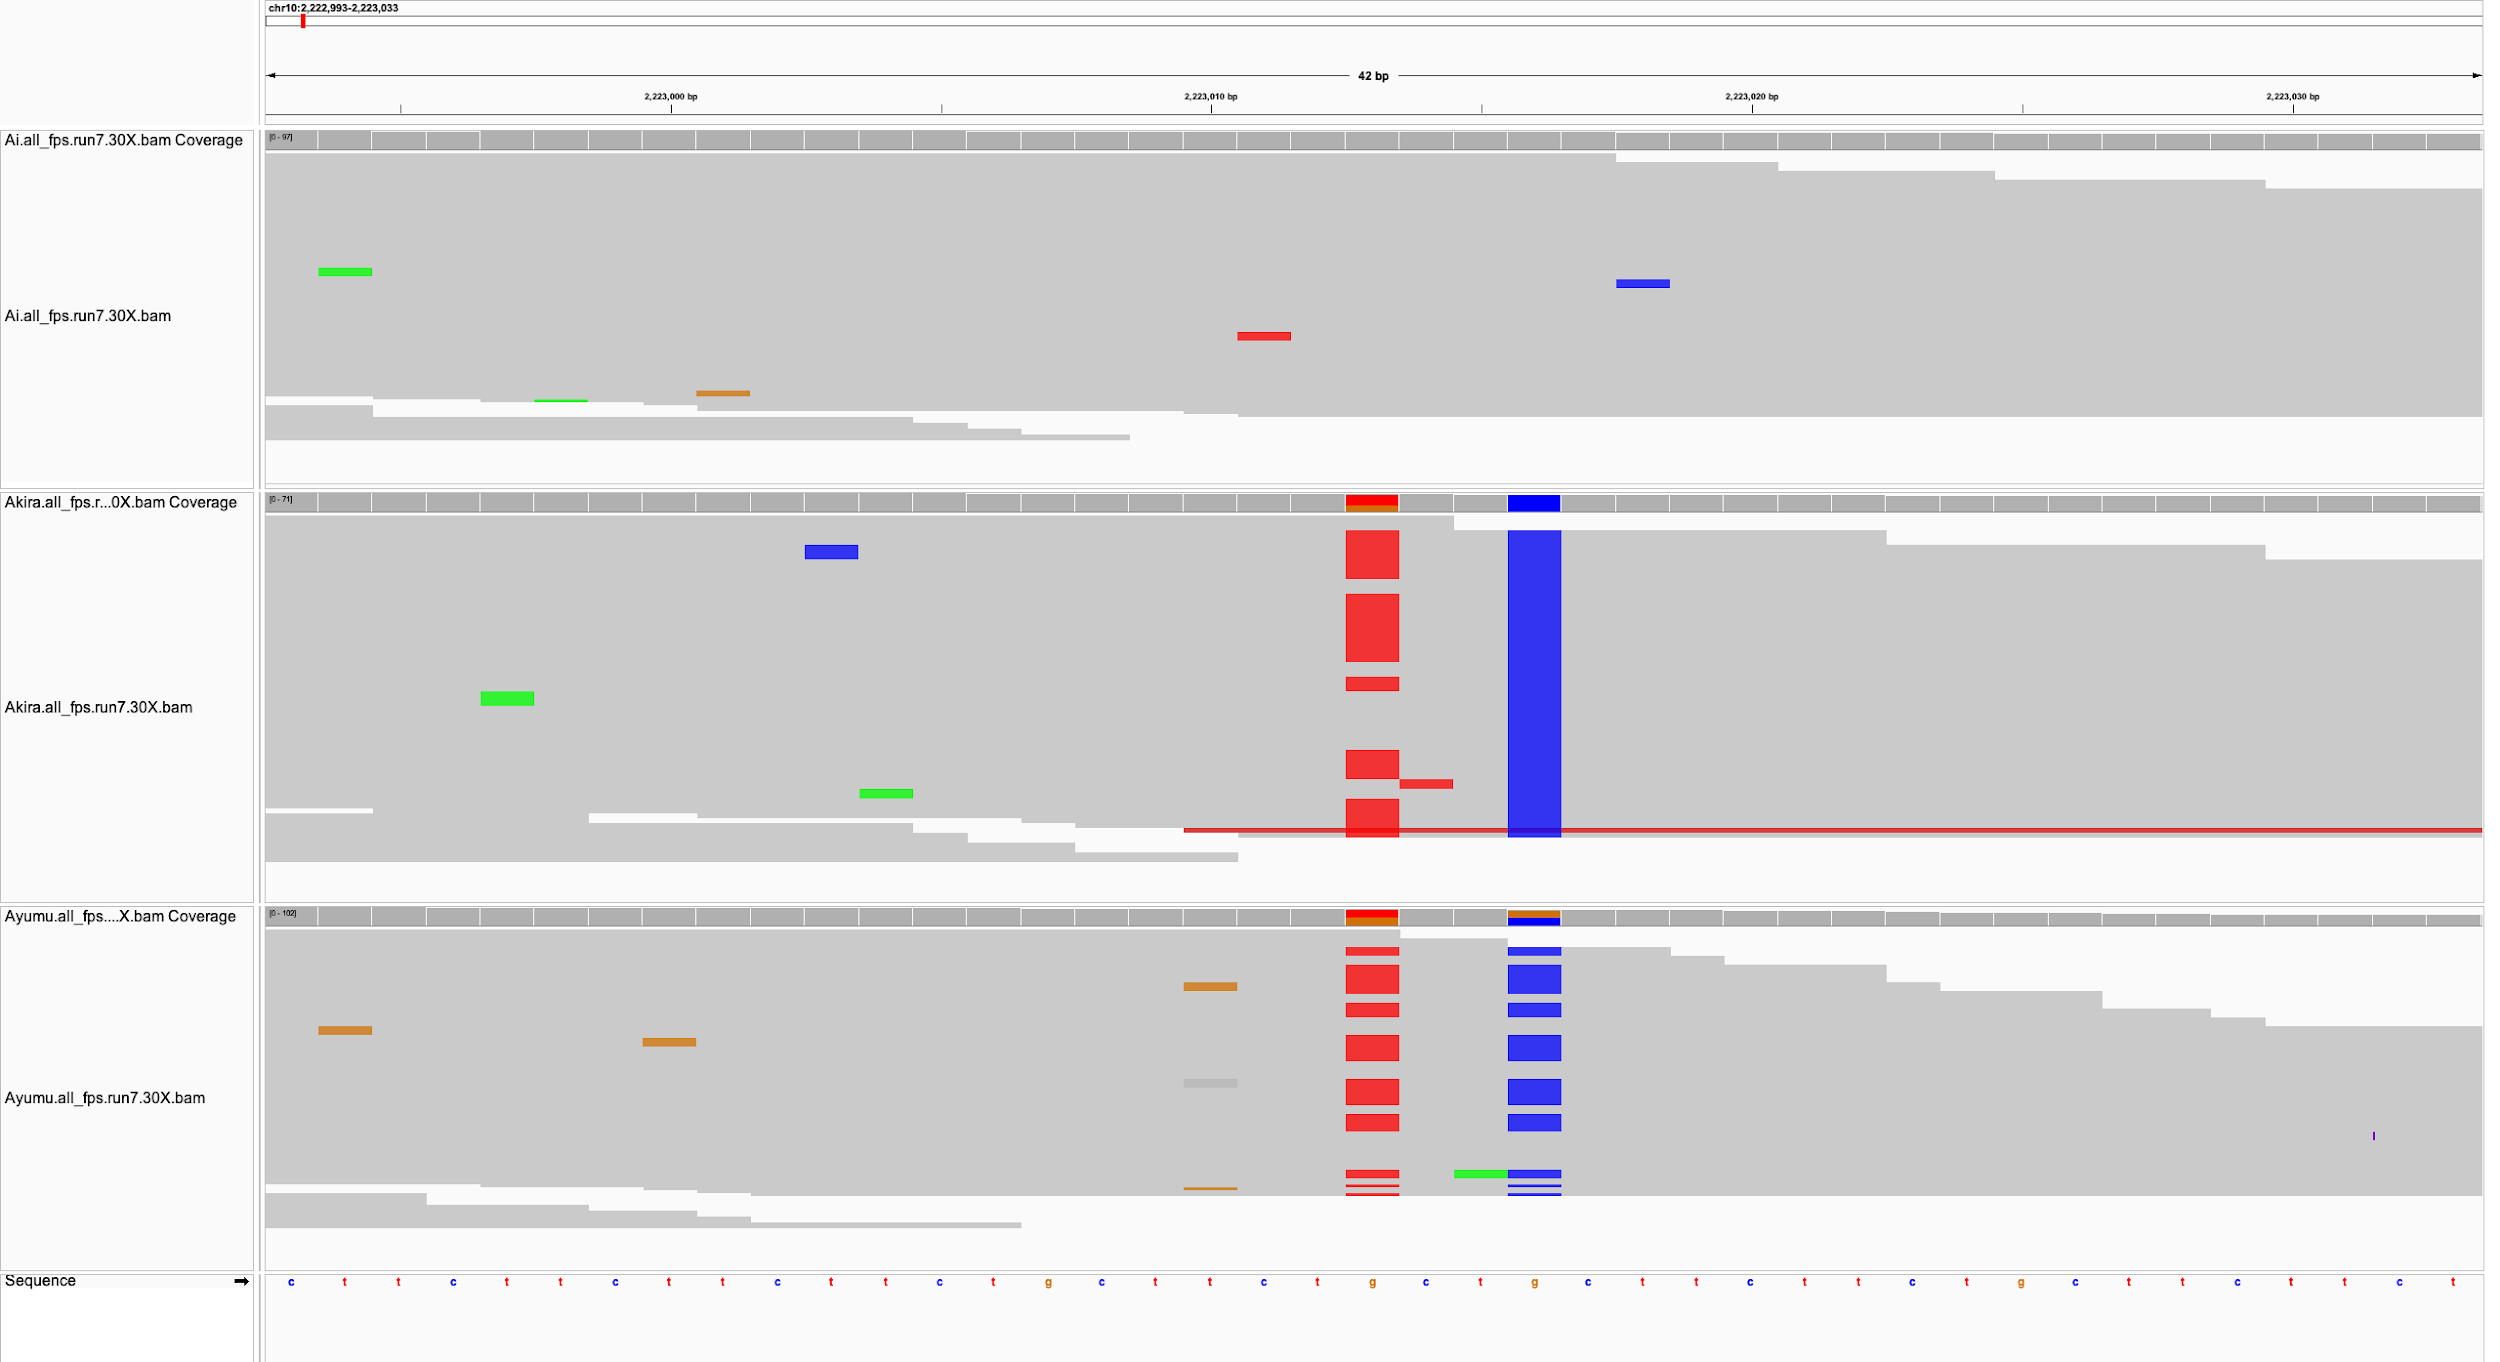 chr10:2,222,993-2,223,033
42 bp
2,223,000 bp 2,223,010 bp 2,223,020 bp 2,223,030 bp
Ai.all_fps.run7.30X.bam Coverage
[0 - 97]
Ai.all_fps.run7.30X.bam
Akira.all_fps.r...0X.bam Coverage
[0 - 71]
Akira.all_fps.run7.30X.bam
Ayumu.all_fps....X.bam Coverage
[0 - 102]
Ayumu.all_fps.run7.30X.bam
Sequence c t t c t t c t t c t t c t g c t t c t g c t g c t t c t t c t g c t t c t t c t